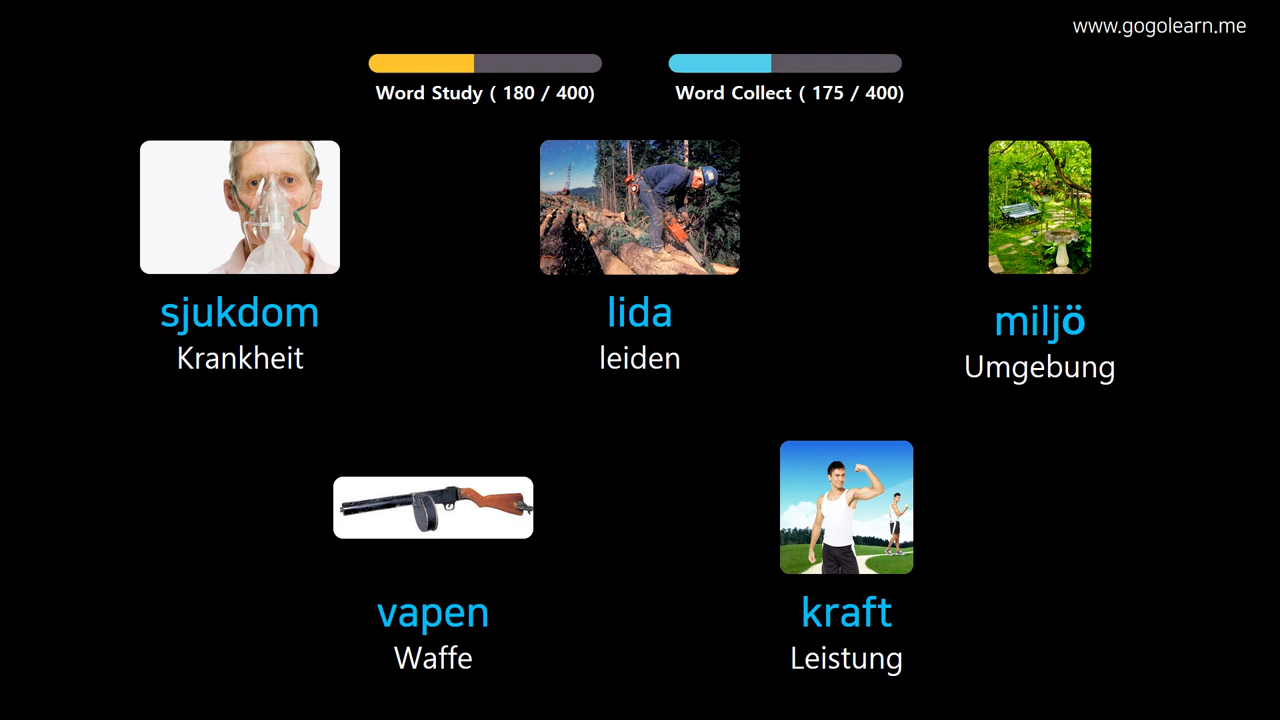 www.gogolearn.me
Word Study ( 180 / 400)
Word Collect ( 175 / 400)
sjukdom
Krankheit
lida
leiden
miljö
Umgebung
vapen
Waffe
kraft
Leistung